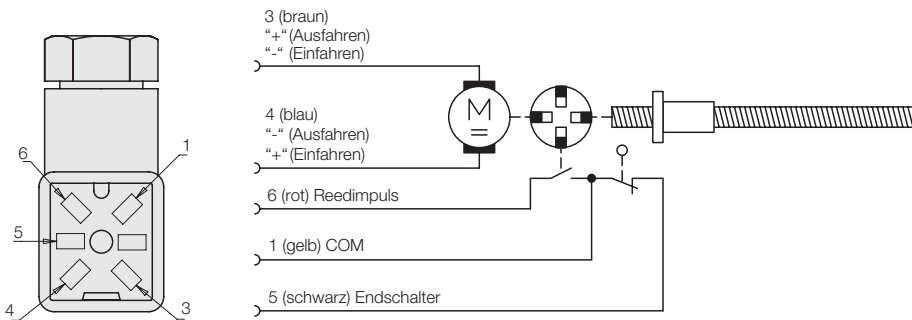 3 (braun)
“+“ (Ausfahren)
“-“ (Einfahren)
4 (blau)
“-“ (Ausfahren)
“+“ (Einfahren)
6 (rot) Reedimpuls
1 (gelb) COM
5 (schwarz) Endschalter
M
6
1
5
4
3